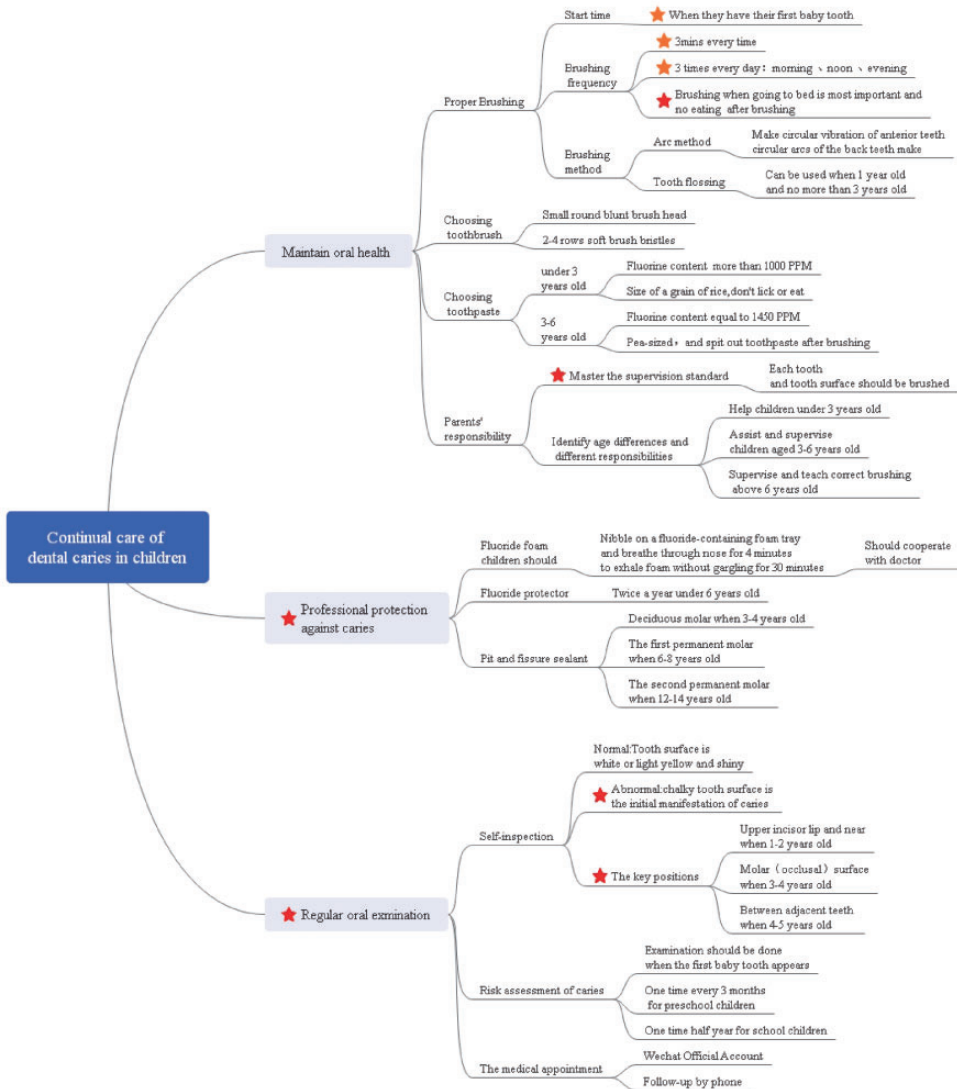 Start time
When they have their first baby tooth
3mins every time
Brushing
frequency
3 times every day：morning 、noon 、evening
Brushing when going to bed is most important and
no eating after brushing
Proper Brushing
Arc method
Make circular vibration of anterior teeth
circular arcs of the back teeth make
Brushing
method
Tooth flossing
Can be used when 1 year old
and no more than 3 years old
Choosing
toothbrush
Small round blunt brush head
2-4 rows soft brush bristles
Maintain oral health
Choosing
toothpaste
under 3
years old
Fluorine content more than 1000 PPM
Size of a grain of rice,don't lick or eat
3-6
years old
Fluorine content equal to 1450 PPM
Pea-sized，and spit out toothpaste after brushing
Parents'
responsibility
Master the supervision standard
Each tooth
and tooth surface should be brushed
Identify age differences and
different responsibilities
Help children under 3 years old
Assist and supervise
children aged 3-6 years old
Supervise and teach correct brushing
above 6 years old
Continual care of
dental caries in children
Professional protection
against caries
Fluoride foam
children should
Nibble on a fluoride-containing foam tray
and breathe through nose for 4 minutes
to exhale foam without gargling for 30 minutes
Should cooperate
with doctor
Fluoride protector
Twice a year under 6 years old
Pit and fissure sealant
Deciduous molar when 3-4 years old
The first permanent molar
when 6-8 years old
The second permanent molar
when 12-14 years old
Regular oral exmination
Self-inspection
Normal:Tooth surface is
white or light yellow and shiny
Abnormal:chalky tooth surface is
the initial manifestation of caries
The key positions
Upper incisor lip and near
when 1-2 years old
Molar（occlusal）surface
when 3-4 years old
Between adjacent teeth
when 4-5 years old
Risk assessment of caries
Examination should be done
when the first baby tooth appears
One time every 3 months
for preschool children
One time half year for school children
The medical appointment
Wechat Official Account
Follow-up by phone